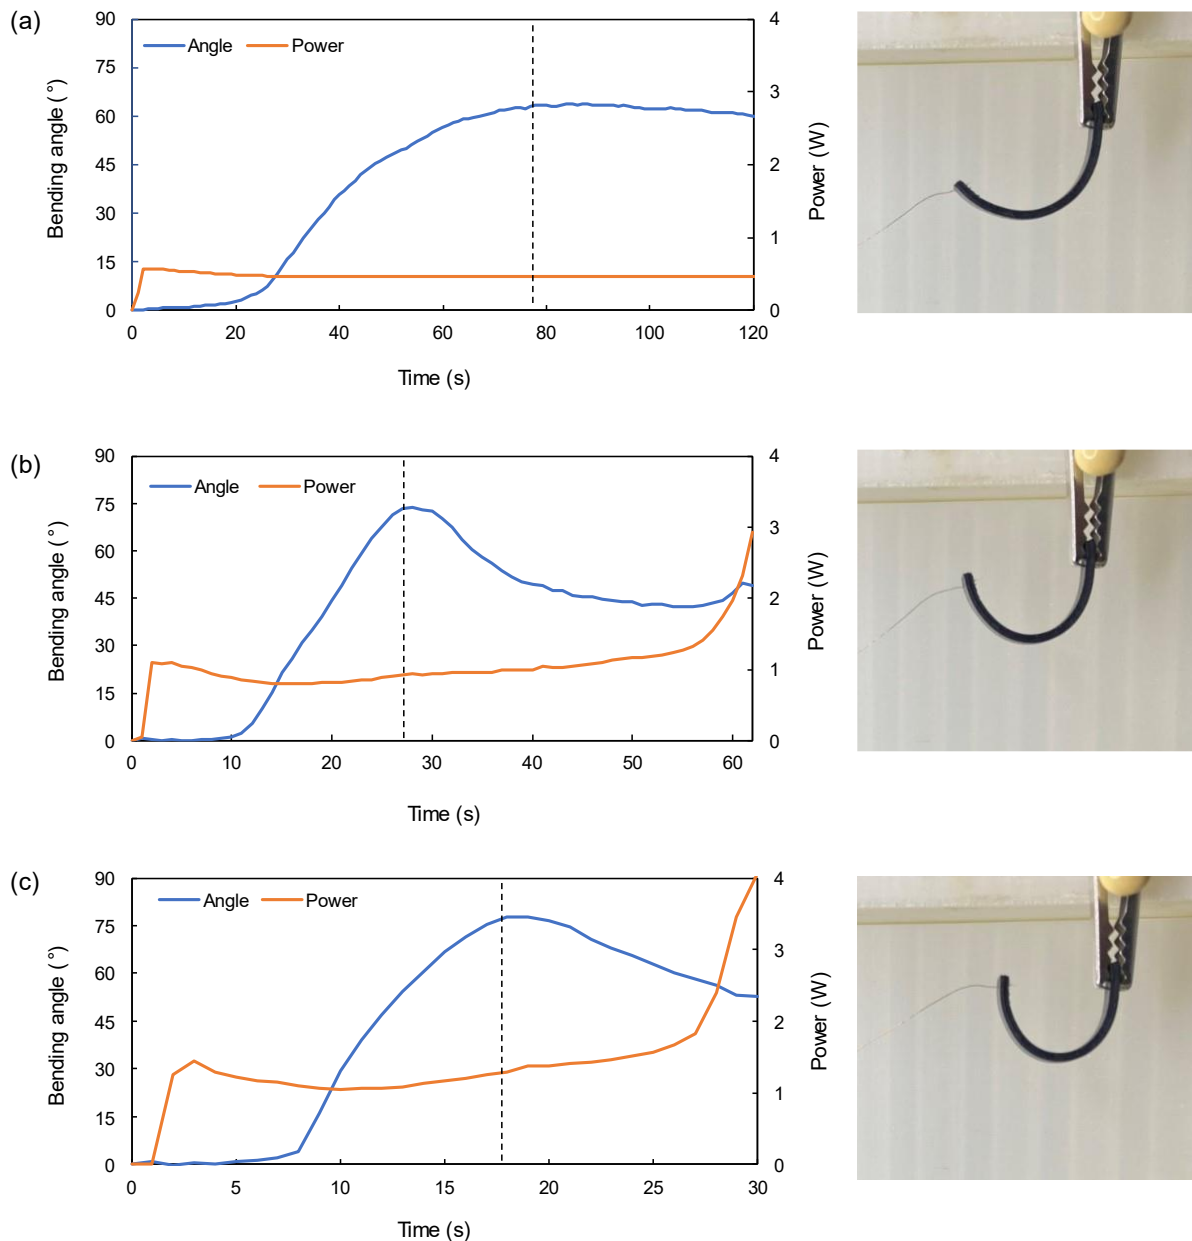 (a)
Angle Power
90
75
60
45
30
15
0
Bending angle (°)
4
3
2
1
0
Power (W)
0 20 40 60 80 100 120
Time (s)
(b)
Angle Power
90
75
60
45
30
15
0
Bending angle (°)
4
3
2
1
0
Power (W)
0 10 20 30 40 50 60
Time (s)
(c)
Angle Power
90
75
60
45
30
15
0
Bending angle (°)
4
3
2
1
0
Power (W)
0 5 10 15 20 25 30
Time (s)